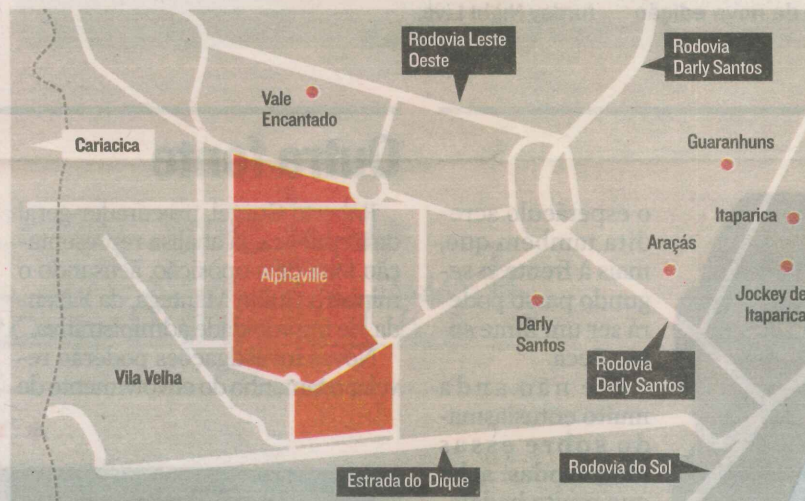 Rodovia Leste
Oeste
Rodovia
Darly Santos
Vale
Encantado
Cariacica
Guaranhuns
Itaparica
Araçás
Alphaville
Jockey de
Itaparica
Darly
Santos
Vila Velha
Rodovia
Darly Santos
Rodovia do Sol
Estrada do Dique